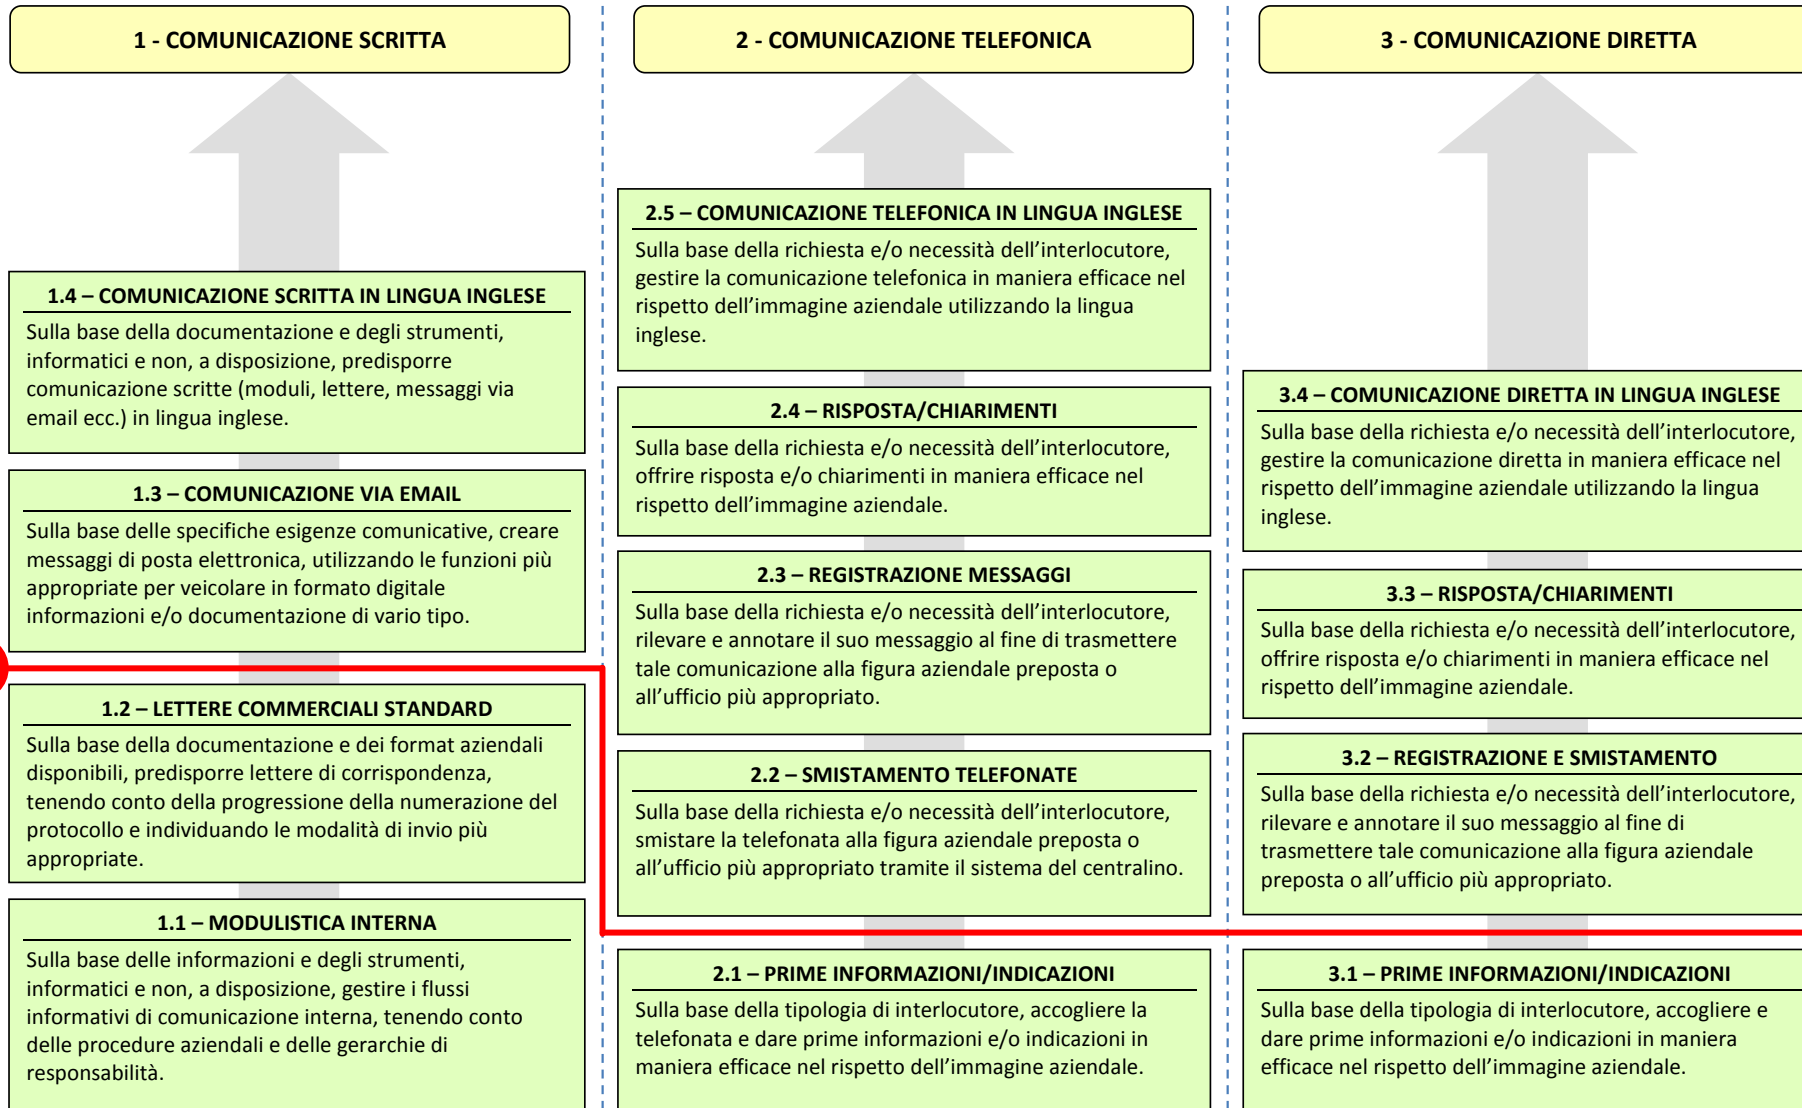 1 - COMUNICAZIONE SCRITTA
1.4 – COMUNICAZIONE SCRITTA IN LINGUA INGLESE
Sulla base della documentazione e degli strumenti,
informatici e non, a disposizione, predisporre
comunicazione scritte (moduli, lettere, messaggi via
email ecc.) in lingua inglese.
1.3 – COMUNICAZIONE VIA EMAIL
Sulla base delle specifiche esigenze comunicative, creare
messaggi di posta elettronica, utilizzando le funzioni più
appropriate per veicolare in formato digitale
informazioni e/o documentazione di vario tipo.
1.2 – LETTERE COMMERCIALI STANDARD
Sulla base della documentazione e dei format aziendali
disponibili, predisporre lettere di corrispondenza,
tenendo conto della progressione della numerazione del
protocollo e individuando le modalità di invio più
appropriate.
1.1 – MODULISTICA INTERNA
Sulla base delle informazioni e degli strumenti,
informatici e non, a disposizione, gestire i flussi
informativi di comunicazione interna, tenendo conto
delle procedure aziendali e delle gerarchie di
responsabilità.
2 - COMUNICAZIONE TELEFONICA
2.5 – COMUNICAZIONE TELEFONICA IN LINGUA INGLESE
Sulla base della richiesta e/o necessità dell’interlocutore,
gestire la comunicazione telefonica in maniera efficace nel
rispetto dell’immagine aziendale utilizzando la lingua
inglese.
2.4 – RISPOSTA/CHIARIMENTI
Sulla base della richiesta e/o necessità dell’interlocutore,
offrire risposta e/o chiarimenti in maniera efficace nel
rispetto dell’immagine aziendale.
2.3 – REGISTRAZIONE MESSAGGI
Sulla base della richiesta e/o necessità dell’interlocutore,
rilevare e annotare il suo messaggio al fine di trasmettere
tale comunicazione alla figura aziendale preposta o
all’ufficio più appropriato.
2.2 – SMISTAMENTO TELEFONATE
Sulla base della richiesta e/o necessità dell’interlocutore,
smistare la telefonata alla figura aziendale preposta o
all’ufficio più appropriato tramite il sistema del centralino.
2.1 – PRIME INFORMAZIONI/INDICAZIONI
Sulla base della tipologia di interlocutore, accogliere la
telefonata e dare prime informazioni e/o indicazioni in
maniera efficace nel rispetto dell’immagine aziendale.
3 - COMUNICAZIONE DIRETTA
3.4 – COMUNICAZIONE DIRETTA IN LINGUA INGLESE
Sulla base della richiesta e/o necessità dell’interlocutore,
gestire la comunicazione diretta in maniera efficace nel
rispetto dell’immagine aziendale utilizzando la lingua
inglese.
3.3 – RISPOSTA/CHIARIMENTI
Sulla base della richiesta e/o necessità dell’interlocutore,
offrire risposta e/o chiarimenti in maniera efficace nel
rispetto dell’immagine aziendale.
3.2 – REGISTRAZIONE E SMISTAMENTO
Sulla base della richiesta e/o necessità dell’interlocutore,
rilevare e annotare il suo messaggio al fine di
trasmettere tale comunicazione alla figura aziendale
preposta o all’ufficio più appropriato.
3.1 – PRIME INFORMAZIONI/INDICAZIONI
Sulla base della tipologia di interlocutore, accogliere e
dare prime informazioni e/o indicazioni in maniera
efficace nel rispetto dell’immagine aziendale.